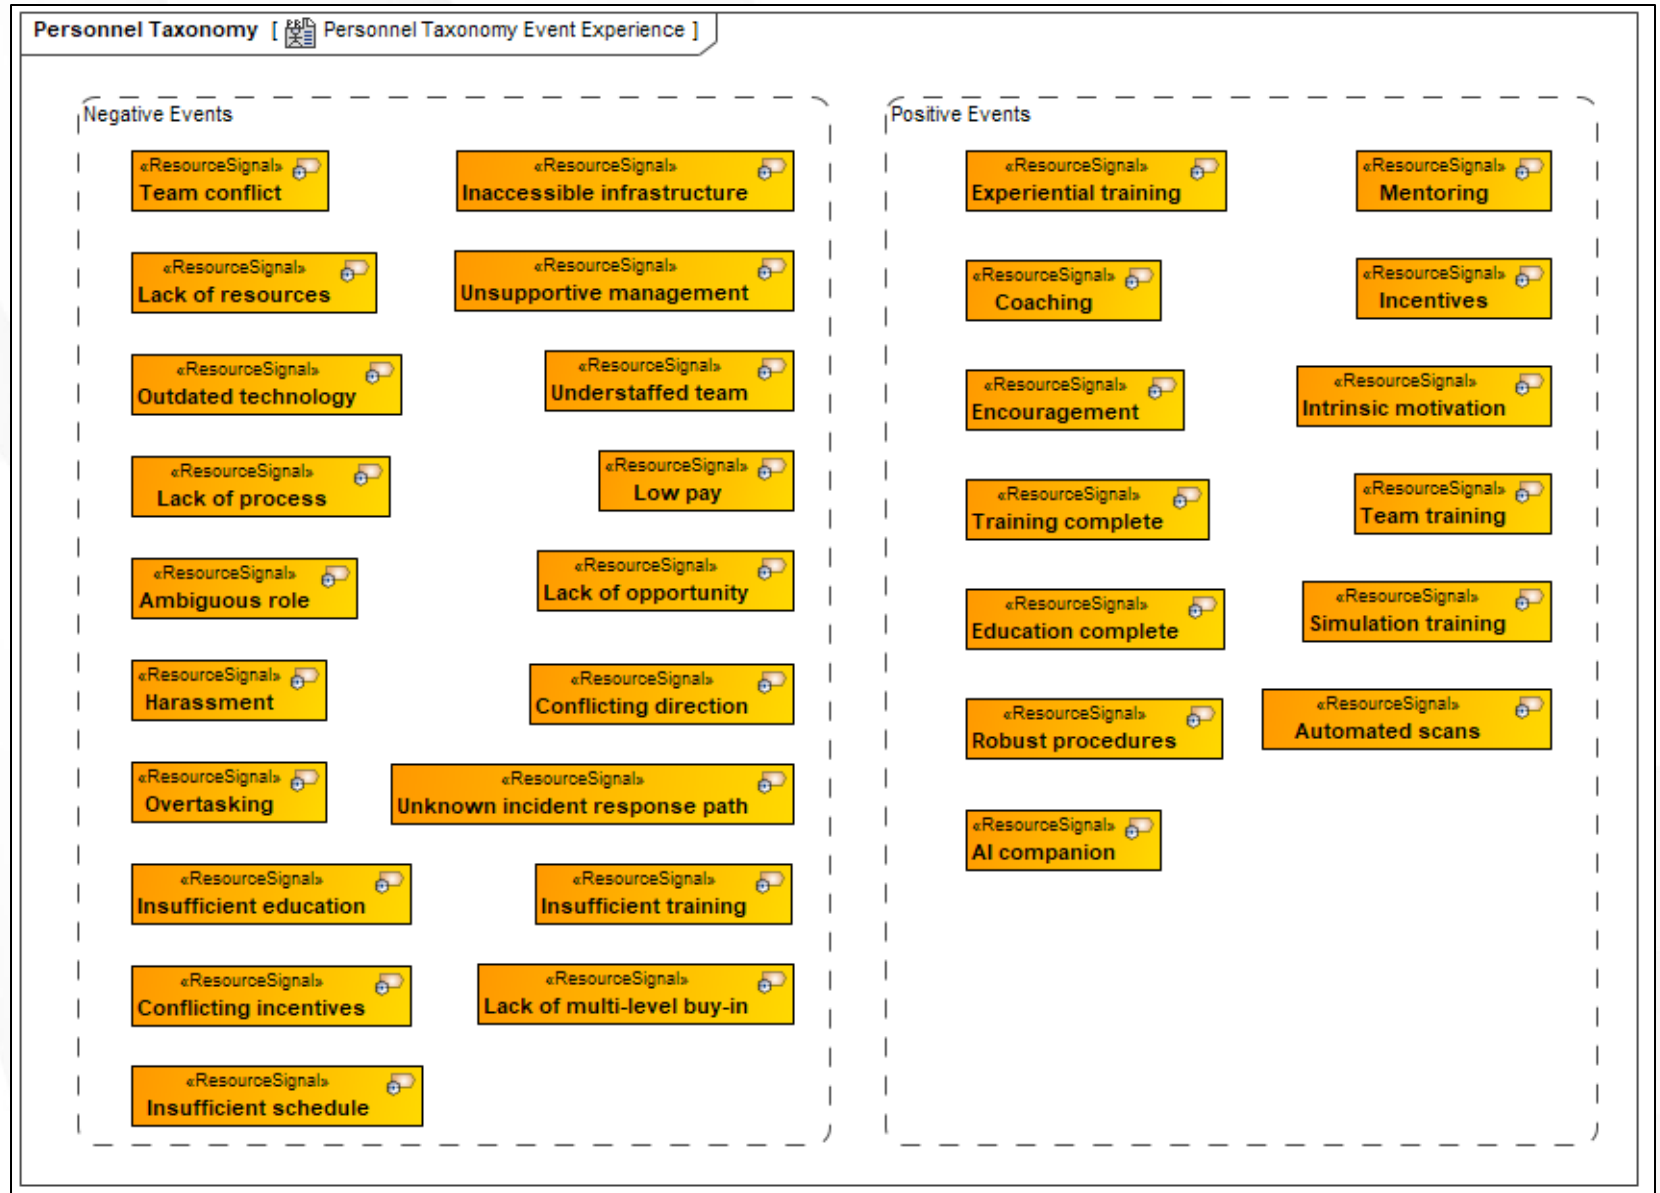 Personnel Taxonomy [ Personnel Taxonomy Event Experience ]
Negative Events
«ResourceSignal»
Team conflict
«ResourceSignal»
Inaccessible infrastructure
«ResourceSignal»
Lack of resources
«ResourceSignal»
Unsupportive management
«ResourceSignal»
Outdated technology
«ResourceSignal»
Understaffed team
«ResourceSignal»
Lack of process
«ResourceSignal»
Low pay
«ResourceSignal»
Ambiguous role
«ResourceSignal»
Lack of opportunity
«ResourceSignal»
Harassment
«ResourceSignal»
Conflicting direction
«ResourceSignal»
Overtasking
«ResourceSignal»
Unknown incident response path
«ResourceSignal»
Insufficient education
«ResourceSignal»
Insufficient training
«ResourceSignal»
Conflicting incentives
«ResourceSignal»
Lack of multi-level buy-in
«ResourceSignal»
Insufficient schedule
Positive Events
«ResourceSignal»
Experiential training
«ResourceSignal»
Mentoring
«ResourceSignal»
Coaching
«ResourceSignal»
Incentives
«ResourceSignal»
Encouragement
«ResourceSignal»
Intrinsic motivation
«ResourceSignal»
Training complete
«ResourceSignal»
Team training
«ResourceSignal»
Education complete
«ResourceSignal»
Simulation training
«ResourceSignal»
Robust procedures
«ResourceSignal»
Automated scans
«ResourceSignal»
AI companion